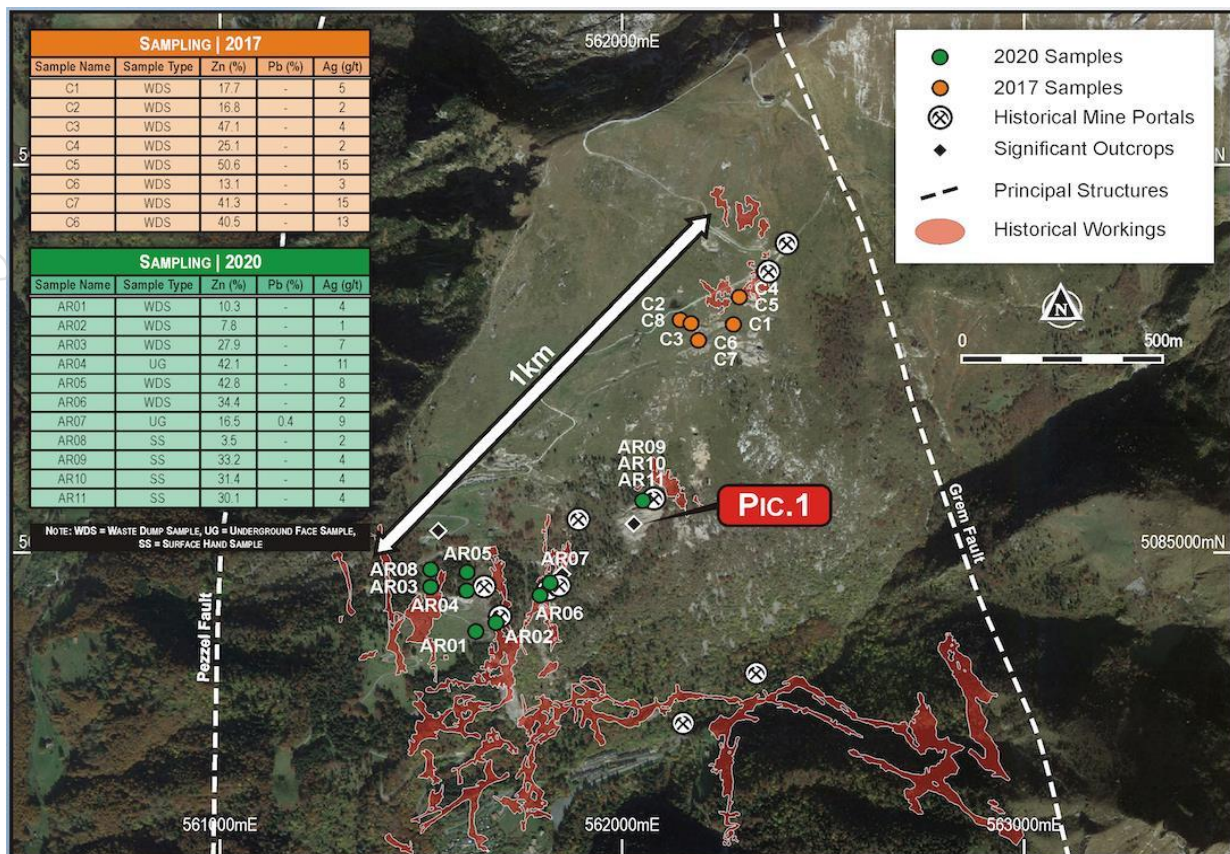 SAMPLING | 2017
Sample Name Sample Type Zn (%) Pb (%) Ag (g/t)
C1 WDS 17.7 - 5
C2 WDS 16.8 - 2
C3 WDS 47.1 - 4
C4 WDS 25.1 - 2
C5 WDS 50.6 - 15
C6 WDS 13.1 - 3
C7 WDS 41.3 - 15
C6 WDS 40.5 - 13
SAMPLING | 2020
Sample Name Sample Type Zn (%) Pb (%) Ag (g/t)
AR01 WDS 10.3 - 4
AR02 WDS 7.8 - 1
AR03 WDS 27.9 - 7
AR04 UG 42.1 - 11
AR05 WDS 42.8 - 8
AR06 WDS 34.4 - 2
AR07 UG 16.5 0.4 9
AR08 SS 3.5 - 2
AR09 SS 33.2 - 4
AR10 SS 31.4 - 4
AR11 SS 30.1 - 4
NOTE: WDS = WASTE DUMP SAMPLE, UG = UNDERGROUND FACE SAMPLE,
SS = SURFACE HAND SAMPLE
562000mE
2020 Samples
2017 Samples
Historical Mine Portals
Significant Outcrops
Principal Structures
Historical Workings
N
0 500m
1km
C4
C5
C2
C8
C3
C1
C6
C7
AR09
AR10
AR11
PIC.1
Grem Fault
5085000mN
AR05
AR08
AR03
AR04
AR07
AR06
AR02
AR01
Pezzel Fault
561000mE
562000mE
563000mE